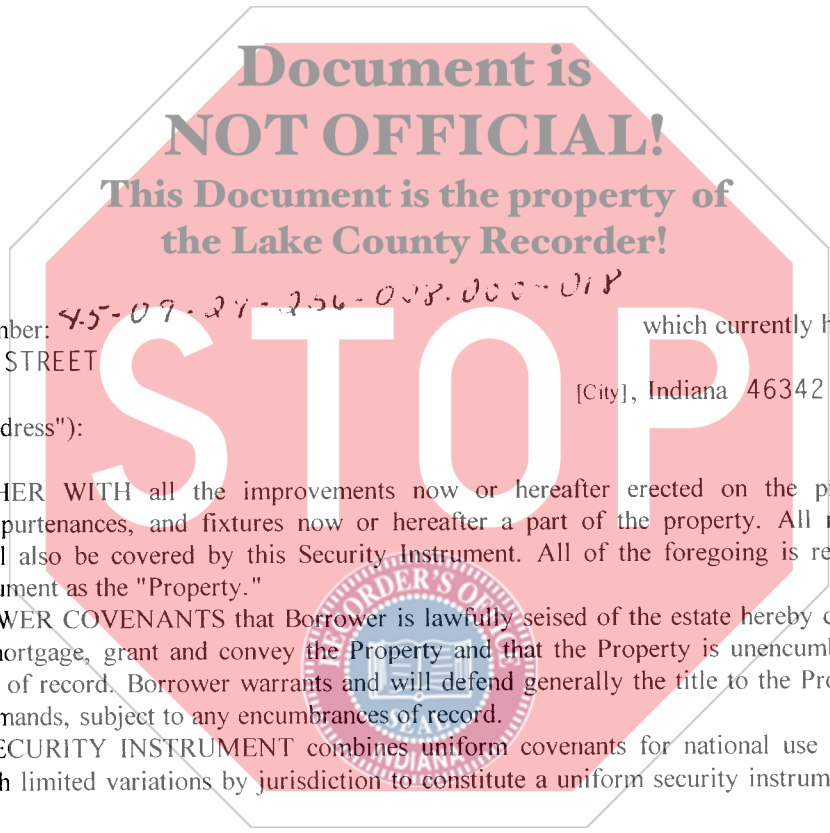 Document is
NOT OFFICIAL!
This Document is the property of
the Lake County Recorder!
mber: 45-09-27-256-008.000-018 which currently h
STREET
[City], Indiana 46342
dress"):
STOP
HER WITH all the improvements now or hereafter erected on the p
purtenances, and fixtures now or hereafter a part of the property. All r
l also be covered by this Security Instrument. All of the foregoing is re
ument as the "Property."
WER COVENANTS that Borrower is lawfully seised of the estate hereby c
ortgage, grant and convey the Property and that the Property is unencumb
of record. Borrower warrants and will defend generally the title to the Pro
mands, subject to any encumbrances of record.
ECURITY INSTRUMENT combines uniform covenants for national use
h limited variations by jurisdiction to constitute a uniform security instrum
RECORDER'S OFFICE
SEAL
INDIANA